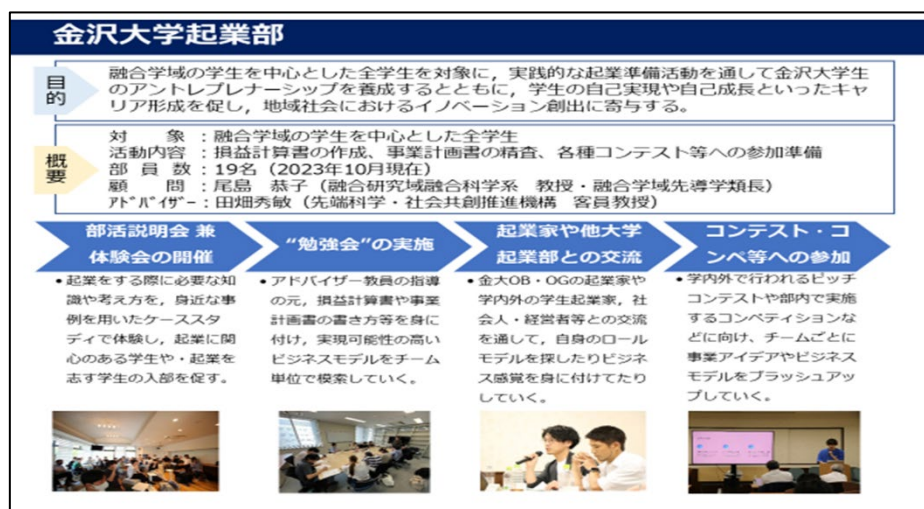 金沢大学起業部
目的
融合学域の学生を中心とした全学生を対象に，実践的な起業準備活動を通して金沢大学生
のアントレプレナーシップを養成するとともに，学生の自己実現や自己成長といったキャ
リア形成を促し，地域社会におけるイノベーション創出に寄与する。
概要
対　象：融合学域の学生を中心とした全学生
活動内容：損益計算書の作成、事業計画書の精査、各種コンテスト等への参加準備
部員数：19名（2023年10月現在）
顧　問：尾島　恭子（融合研究域融合科学系　教授・融合学域先導学類長）
ｱﾄﾞﾊﾞｲｻﾞｰ：田畑秀敏（先端科学・社会共創推進機構　客員教授）
部活説明会 兼
体験会の開催
・起業をする際に必要な知
識や考え方を，身近な事
例を用いたケーススタ
ディで体験し，起業に関
心のある学生や・起業を
志す学生の入部を促す。
“勉強会”の実施
・アドバイザー教員の指導
の元，損益計算書や事業
計画書の書き方等を身に
付け，実現可能性の高い
ビジネスモデルをチーム
単位で模索していく。
起業家や他大学
起業部との交流
・金大OB・OGの起業家や
学内外の学生起業家，社
会人・経営者等との交流
を通して，自身のロール
モデルを探したりビジネ
ス感覚を身に付けてたり
していく。
コンテスト・コ
ンペ等への参加
・学内外で行われるピッチ
コンテストや部内で実施
するコンペティションな
どに向け，チームごとに
事業アイデアやビジネス
モデルをブラッシュアッ
プしていく。